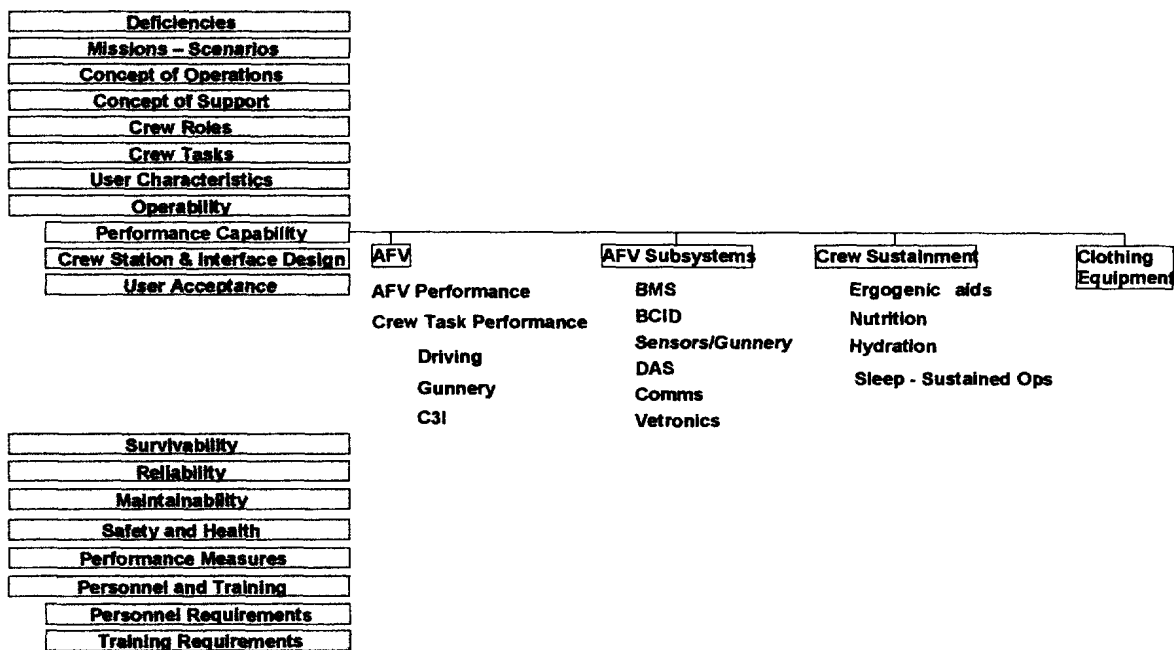 Deficiencies
Missions – Scenarios
Concept of Operations
Concept of Support
Crew Roles
Crew Tasks
User Characteristics
Operability
Performance Capability
Crew Station & Interface Design
User Acceptance
AFV
AFV Performance
Crew Task Performance
Driving
Gunnery
C3I
AFV Subsystems
BMS
BCID
Sensors/Gunnery
DAS
Comms
Vetronics
Crew Sustainment
Ergogenic aids
Nutrition
Hydration
Sleep - Sustained Ops
Clothing
Equipment
Survivability
Reliability
Maintainability
Safety and Health
Performance Measures
Personnel and Training
Personnel Requirements
Training Requirements